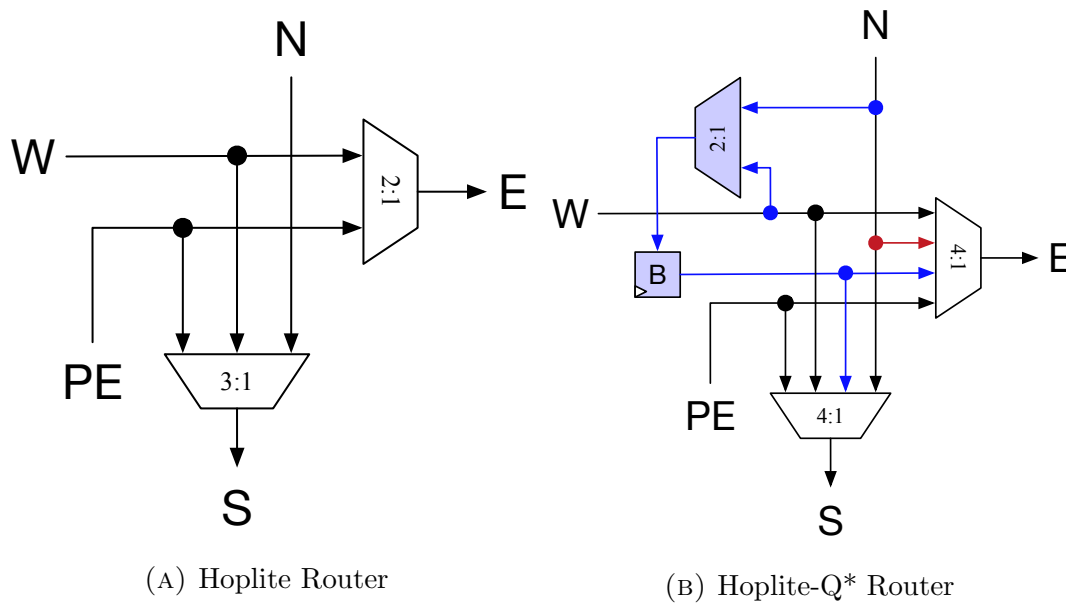 N
W
2:1
E
PE
3:1
S
(A) Hoplite Router
N
2:1
W
4:1
E
B
PE
4:1
S
(B) Hoplite-Q* Router